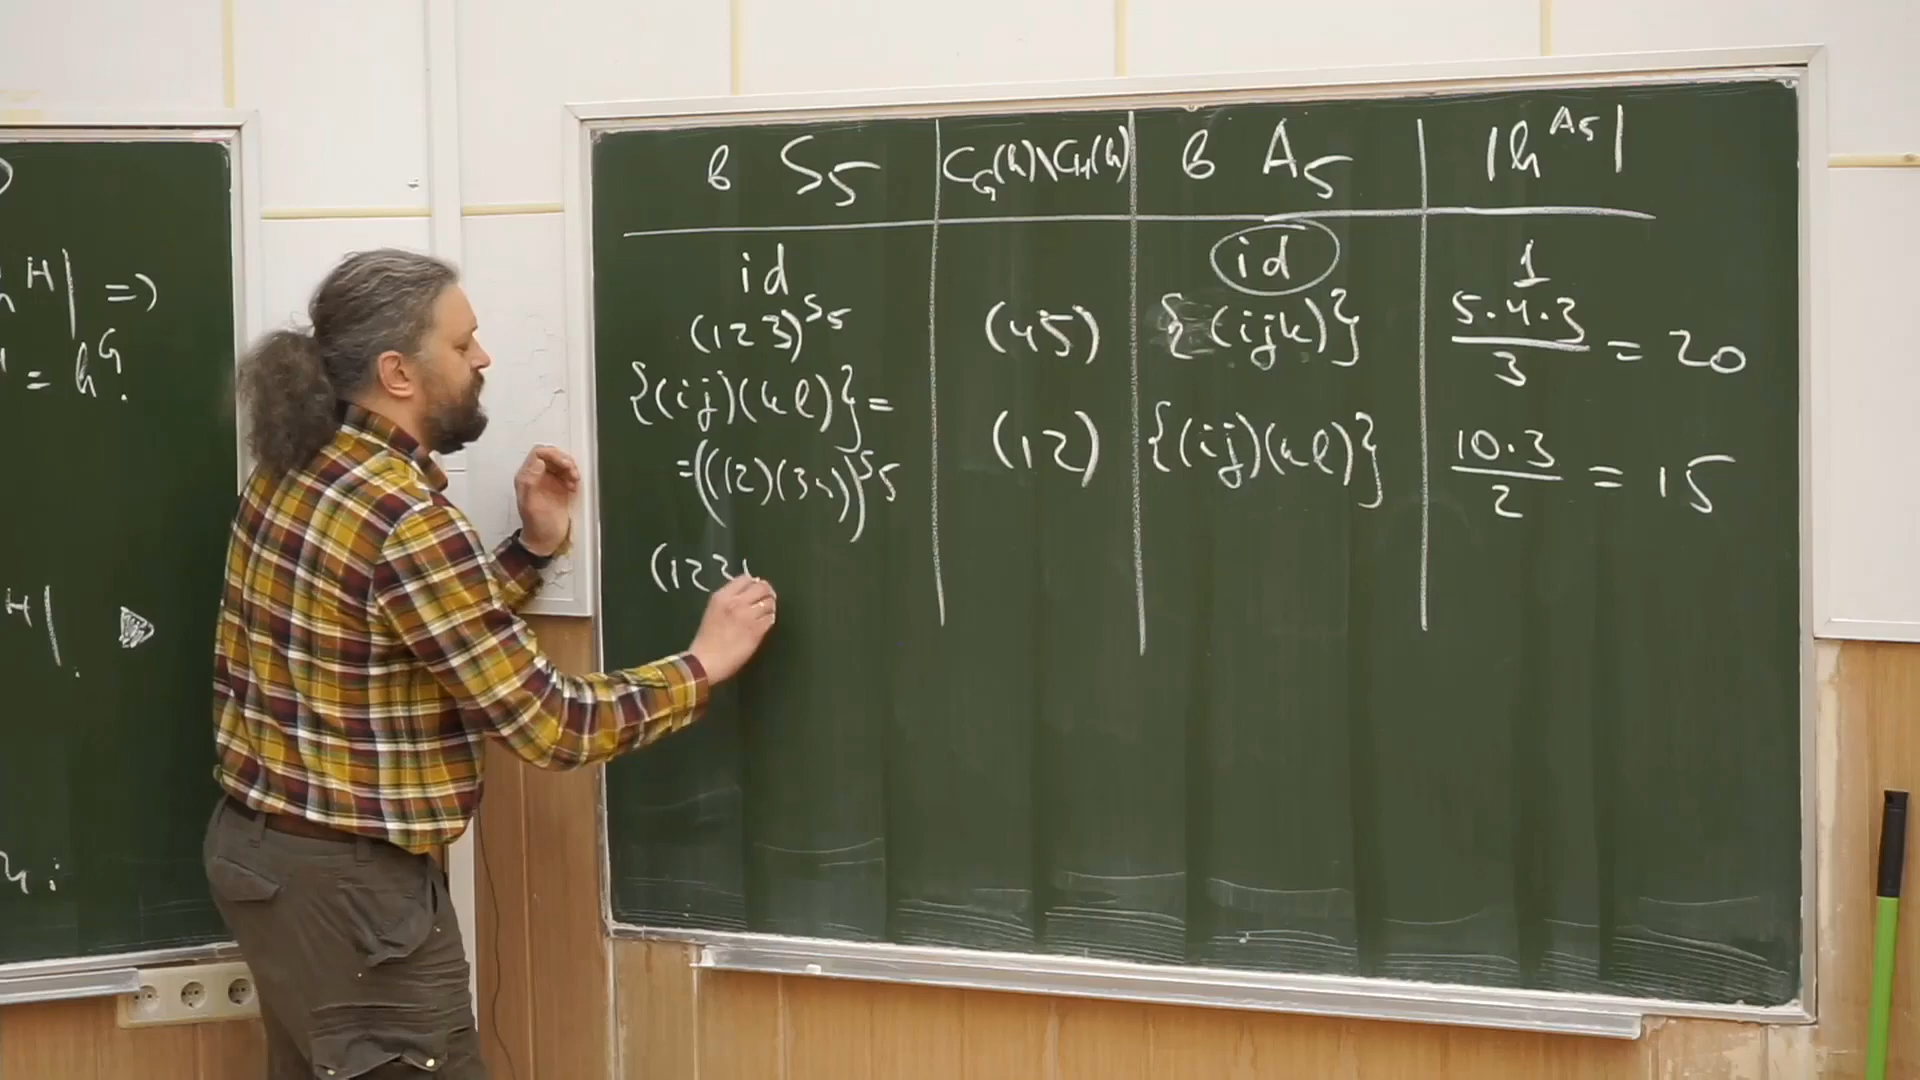 H| =>
= hᴳ.
H|.
в S₅ | C_G(h)\C_H(h) | в A₅ | |h^{A₅}|
id | | id | 1
(123)^{S₅} | (45) | {(ijk)} | 5·4·3/3 = 20
{(ij)(kl)} =
=((12)(34))^{S₅} | (12) | {(ij)(kl)} | 10·3/2 = 15
(123